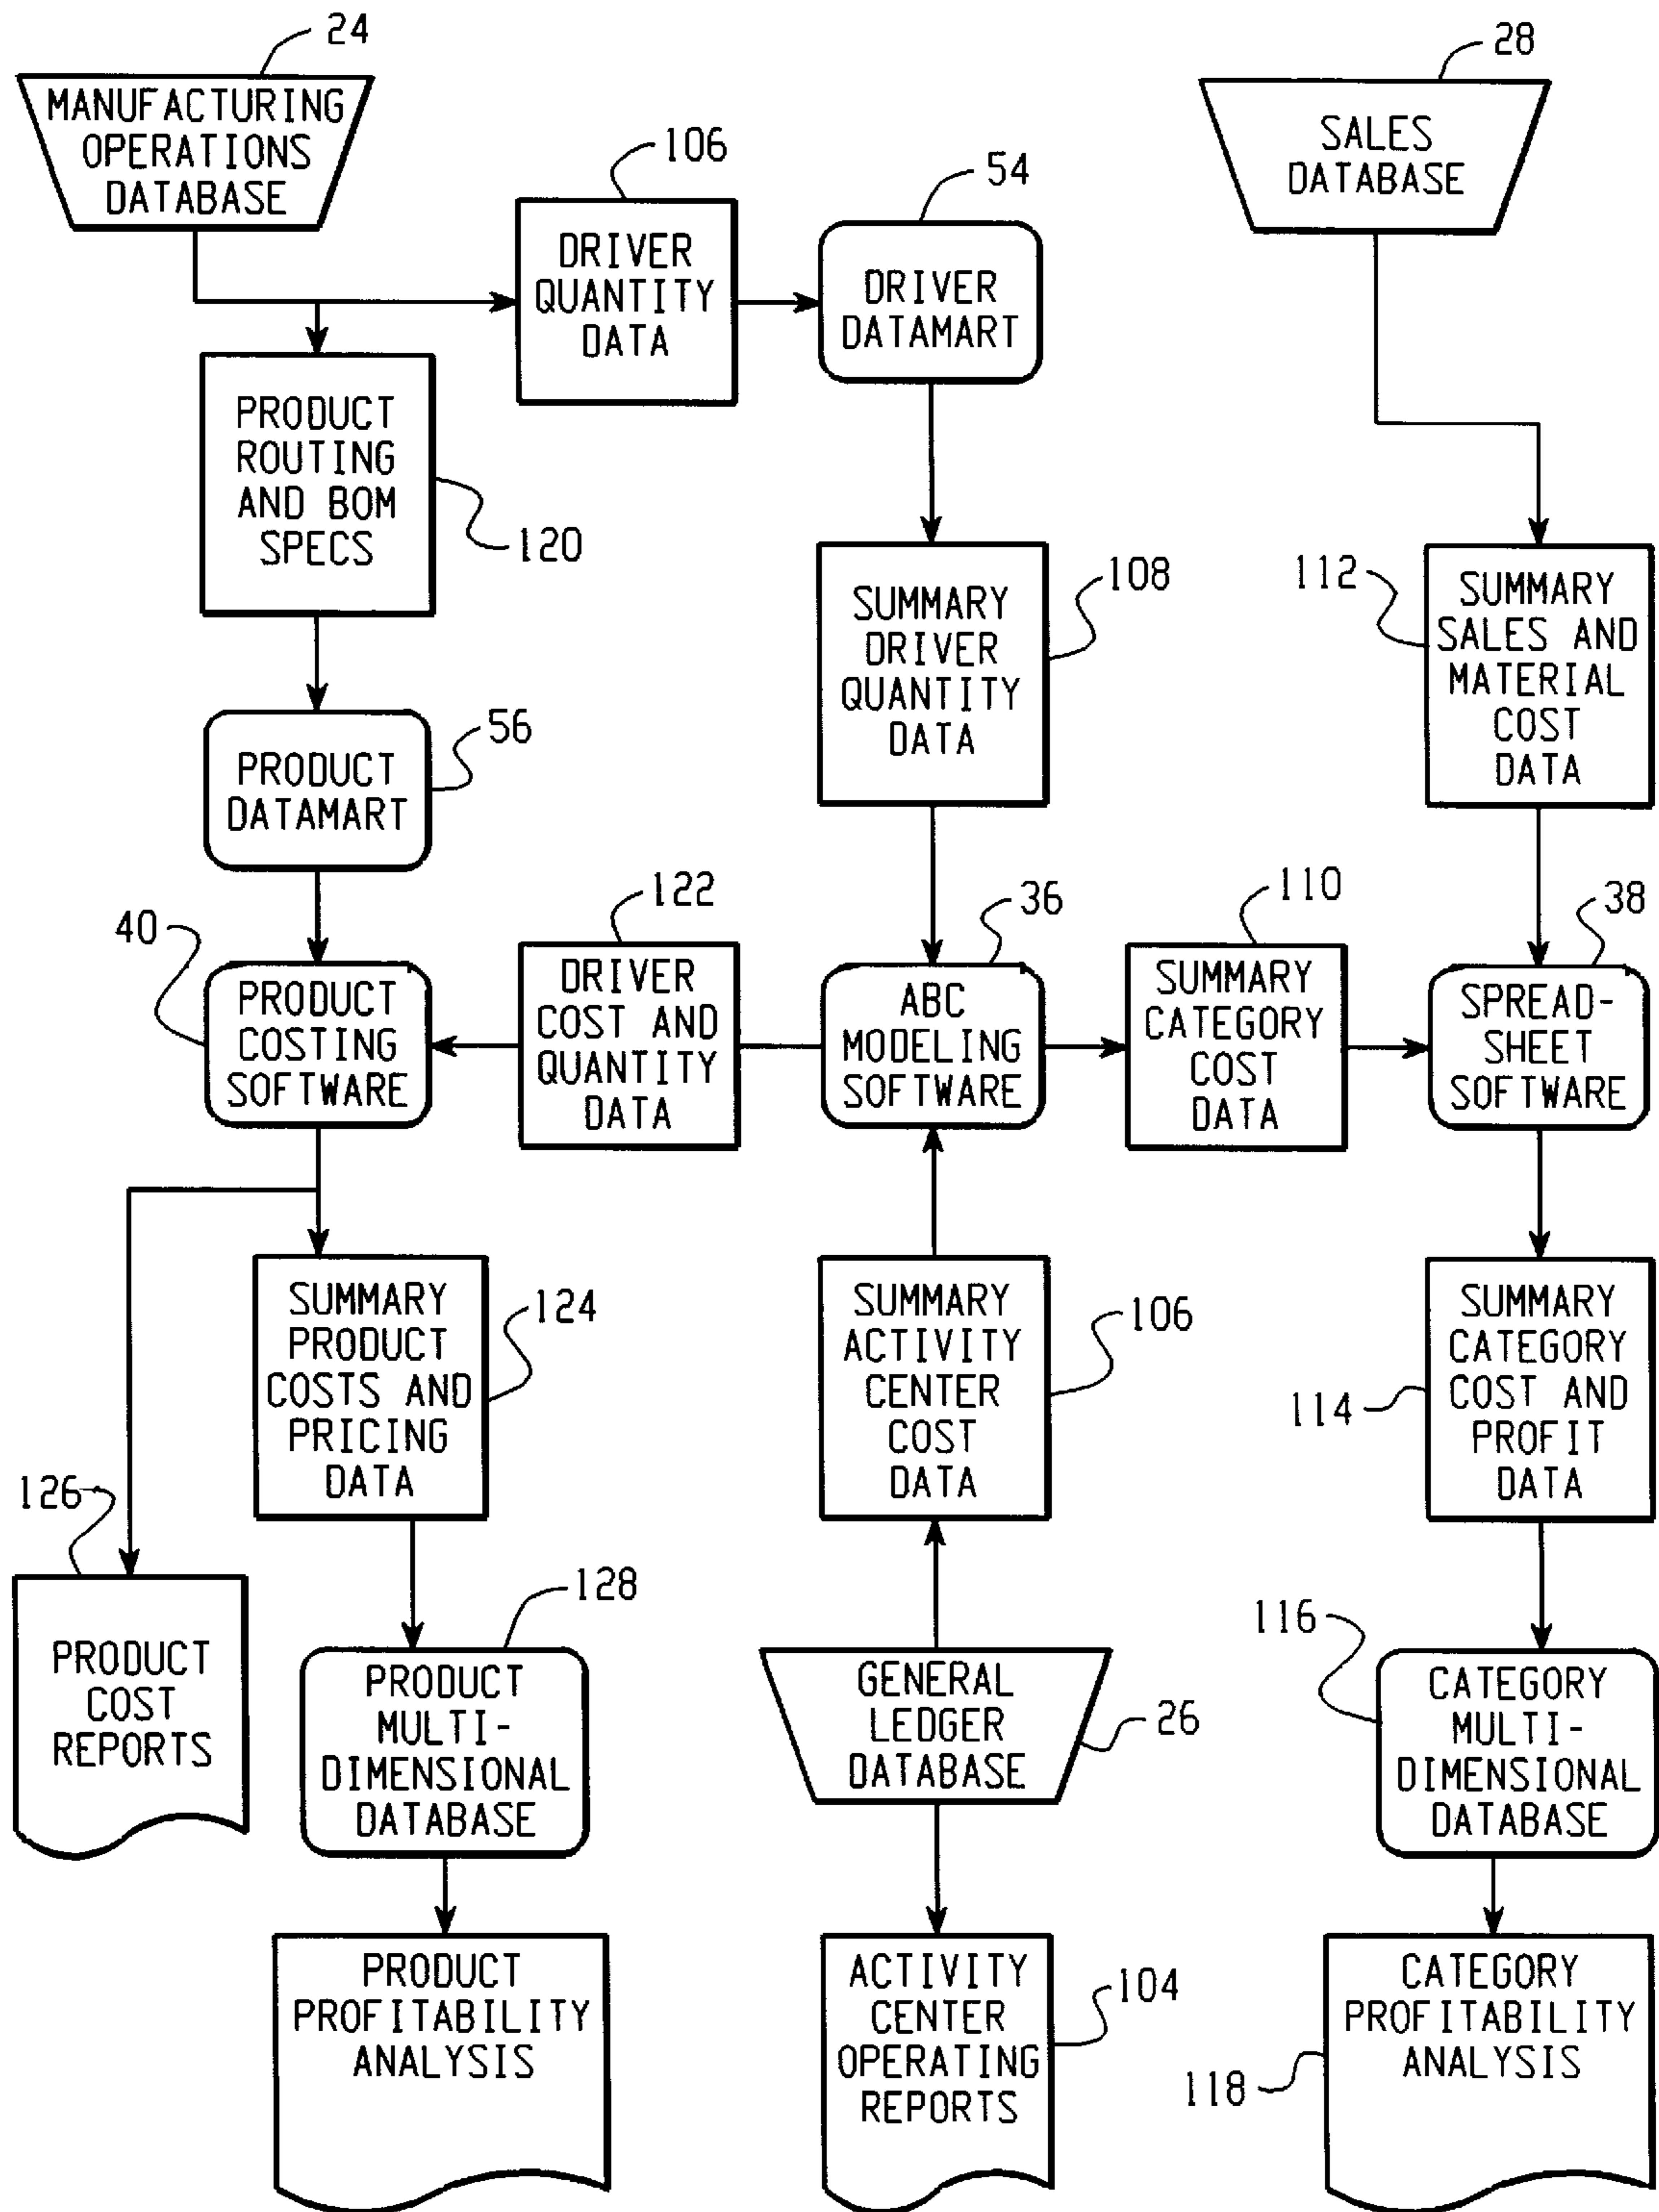 24
MANUFACTURING
OPERATIONS
DATABASE
106
DRIVER
QUANTITY
DATA
54
DRIVER
DATAMART
28
SALES
DATABASE
PRODUCT
ROUTING
AND BOM
SPECS
120
SUMMARY
DRIVER
QUANTITY
DATA
108
112
SUMMARY
SALES AND
MATERIAL
COST
DATA
PRODUCT
DATAMART
56
40
PRODUCT
COSTING
SOFTWARE
122
DRIVER
COST AND
QUANTITY
DATA
36
ABC
MODELING
SOFTWARE
110
SUMMARY
CATEGORY
COST
DATA
38
SPREAD-
SHEET
SOFTWARE
SUMMARY
PRODUCT
COSTS AND
PRICING
DATA
124
SUMMARY
ACTIVITY
CENTER
COST
DATA
106
114
SUMMARY
CATEGORY
COST AND
PROFIT
DATA
126
PRODUCT
COST
REPORTS
128
PRODUCT
MULTI-
DIMENSIONAL
DATABASE
GENERAL
LEDGER
DATABASE
26
116
CATEGORY
MULTI-
DIMENSIONAL
DATABASE
PRODUCT
PROFITABILITY
ANALYSIS
ACTIVITY
CENTER
OPERATING
REPORTS
104
CATEGORY
PROFITABILITY
ANALYSIS
118